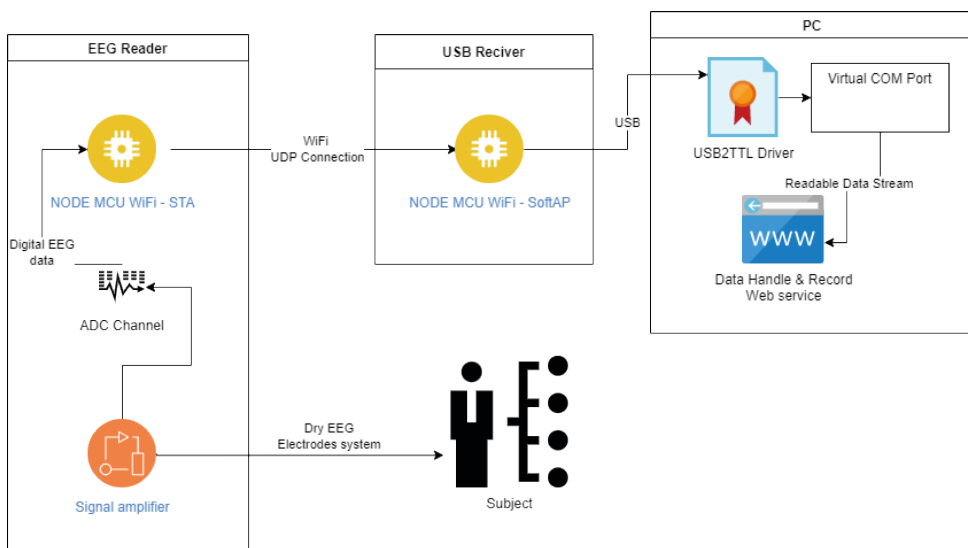 EEG Reader
USB Reciver
PC
NODE MCU WiFi - STA
WiFi
UDP Connection
NODE MCU WiFi - SoftAP
USB
USB2TTL Driver
Virtual COM Port
Readable Data Stream
WWW
Data Handle & Record
Web service
Digital EEG
data
ADC Channel
Signal amplifier
Dry EEG
Electrodes system
Subject